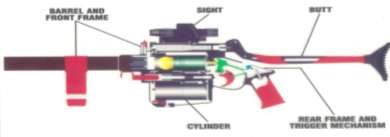 BARREL AND
FRONT FRAME
SIGHT
BUTT
CYLINDER
REAR FRAME AND
TRIGGER MECHANISM